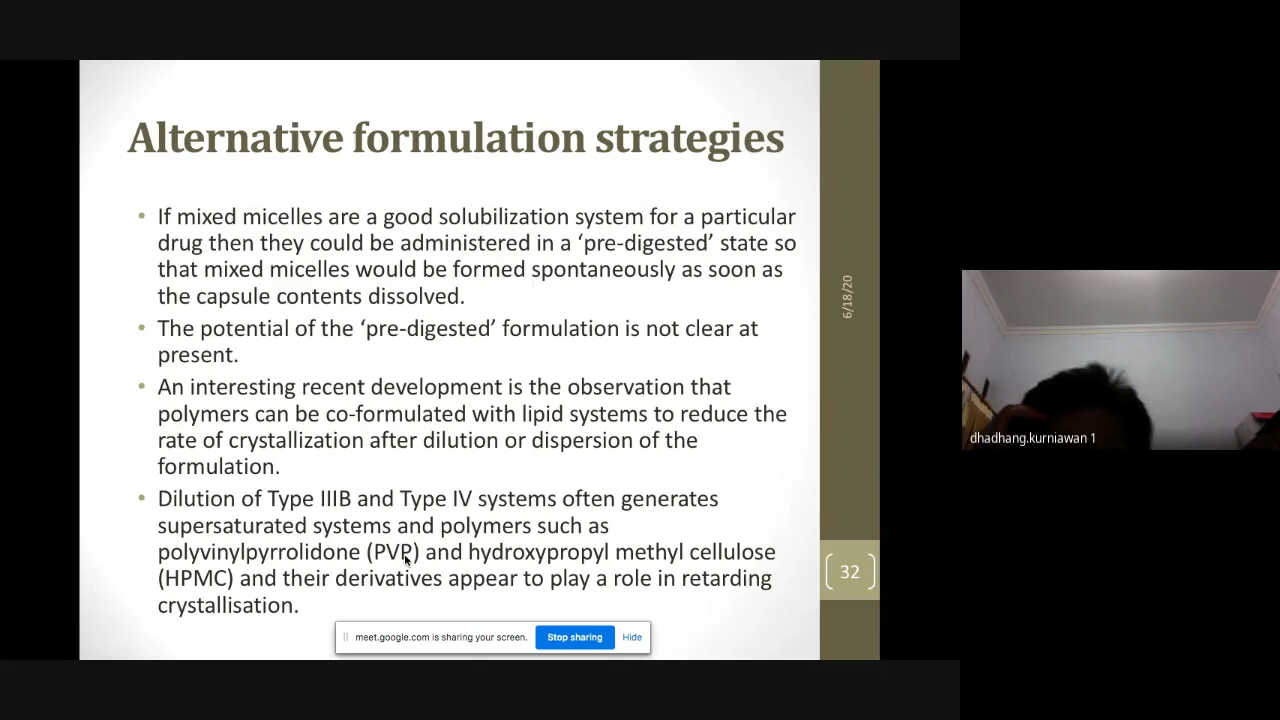 Alternative formulation strategies
• If mixed micelles are a good solubilization system for a particular
drug then they could be administered in a ‘pre-digested’ state so
that mixed micelles would be formed spontaneously as soon as
the capsule contents dissolved.
• The potential of the ‘pre-digested’ formulation is not clear at
present.
• An interesting recent development is the observation that
polymers can be co-formulated with lipid systems to reduce the
rate of crystallization after dilution or dispersion of the
formulation.
• Dilution of Type IIIB and Type IV systems often generates
supersaturated systems and polymers such as
polyvinylpyrrolidone (PVP) and hydroxypropyl methyl cellulose
(HPMC) and their derivatives appear to play a role in retarding
crystallisation.
6/18/20
32
meet.google.com is sharing your screen. Stop sharing Hide
dhadhang.kurniawan 1